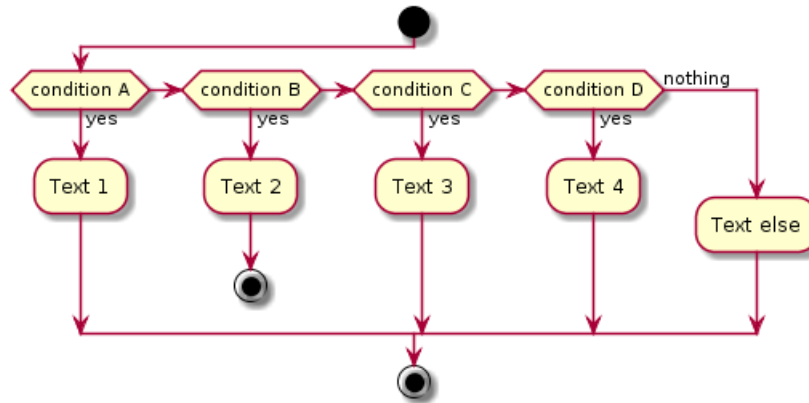 condition A
condition B
condition C
condition D
nothing
yes
yes
yes
yes
Text 1
Text 2
Text 3
Text 4
Text else